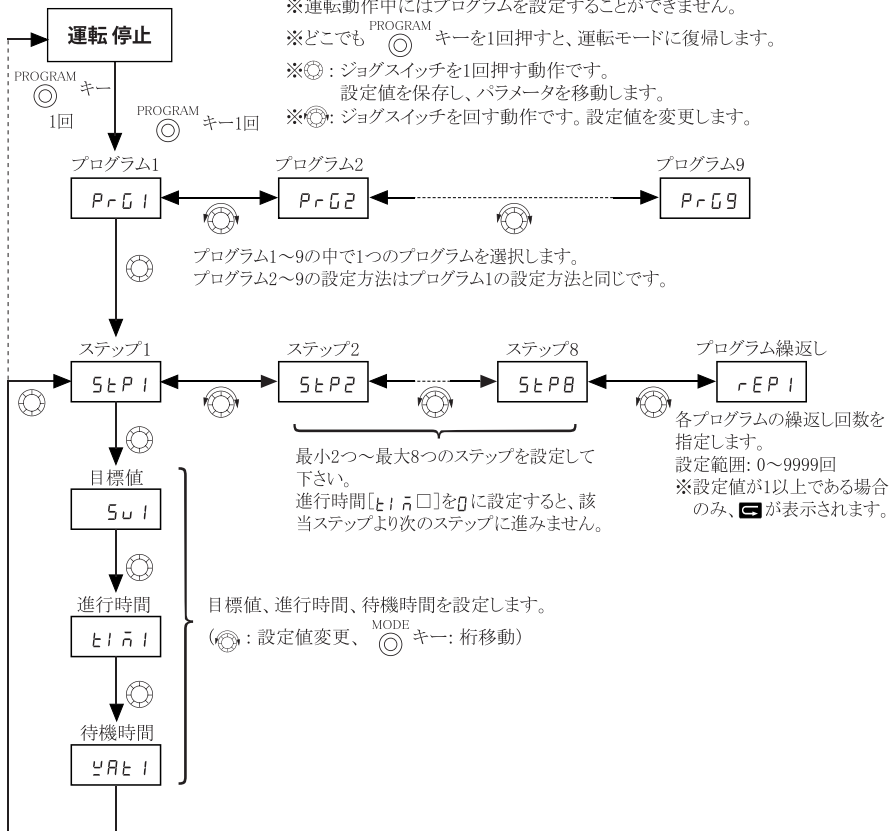 ※運転動作中にはプログラムを設定することができません。
運転 停止
※どこでも PROGRAM キーを1回押すと、運転モードに復帰します。
PROGRAM キー
1回
PROGRAM キー1回
※ : ジョグスイッチを1回押す動作です。
設定値を保存し、パラメータを移動します。
※ : ジョグスイッチを回す動作です。設定値を変更します。
プログラム1
プログラム2
プログラム9
PrG1
PrG2
PrG9
プログラム1～9の中で1つのプログラムを選択します。
プログラム2～9の設定方法はプログラム1の設定方法と同じです。
ステップ1
ステップ2
ステップ8
プログラム繰返し
StP1
StP2
StP8
rEP1
各プログラムの繰返し回数を
指定します。
設定範囲: 0～9999回
※設定値が1以上である場合
のみ、 が表示されます。
最小2つ～最大8つのステップを設定して
下さい。
進行時間[tIm□]を0に設定すると、該
当ステップより次のステップに進みません。
目標値
Sv1
進行時間
tIm1
待機時間
WAt1
目標値、進行時間、待機時間を設定します。
( : 設定値変更、 MODE キー: 桁移動)